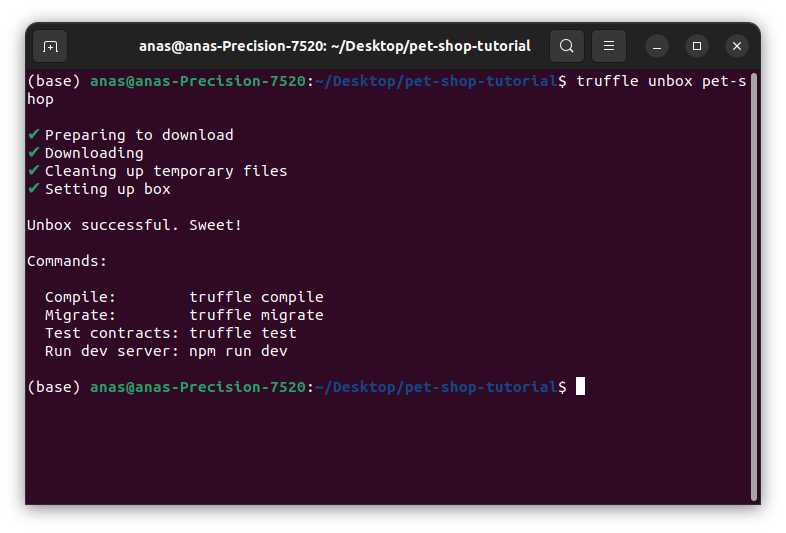 anas@anas-Precision-7520: ~/Desktop/pet-shop-tutorial
(base) anas@anas-Precision-7520:~/Desktop/pet-shop-tutorial$ truffle unbox pet-s
hop
✔ Preparing to download
✔ Downloading
✔ Cleaning up temporary files
✔ Setting up box
Unbox successful. Sweet!
Commands:
Compile:        truffle compile
Migrate:        truffle migrate
Test contracts: truffle test
Run dev server: npm run dev
(base) anas@anas-Precision-7520:~/Desktop/pet-shop-tutorial$